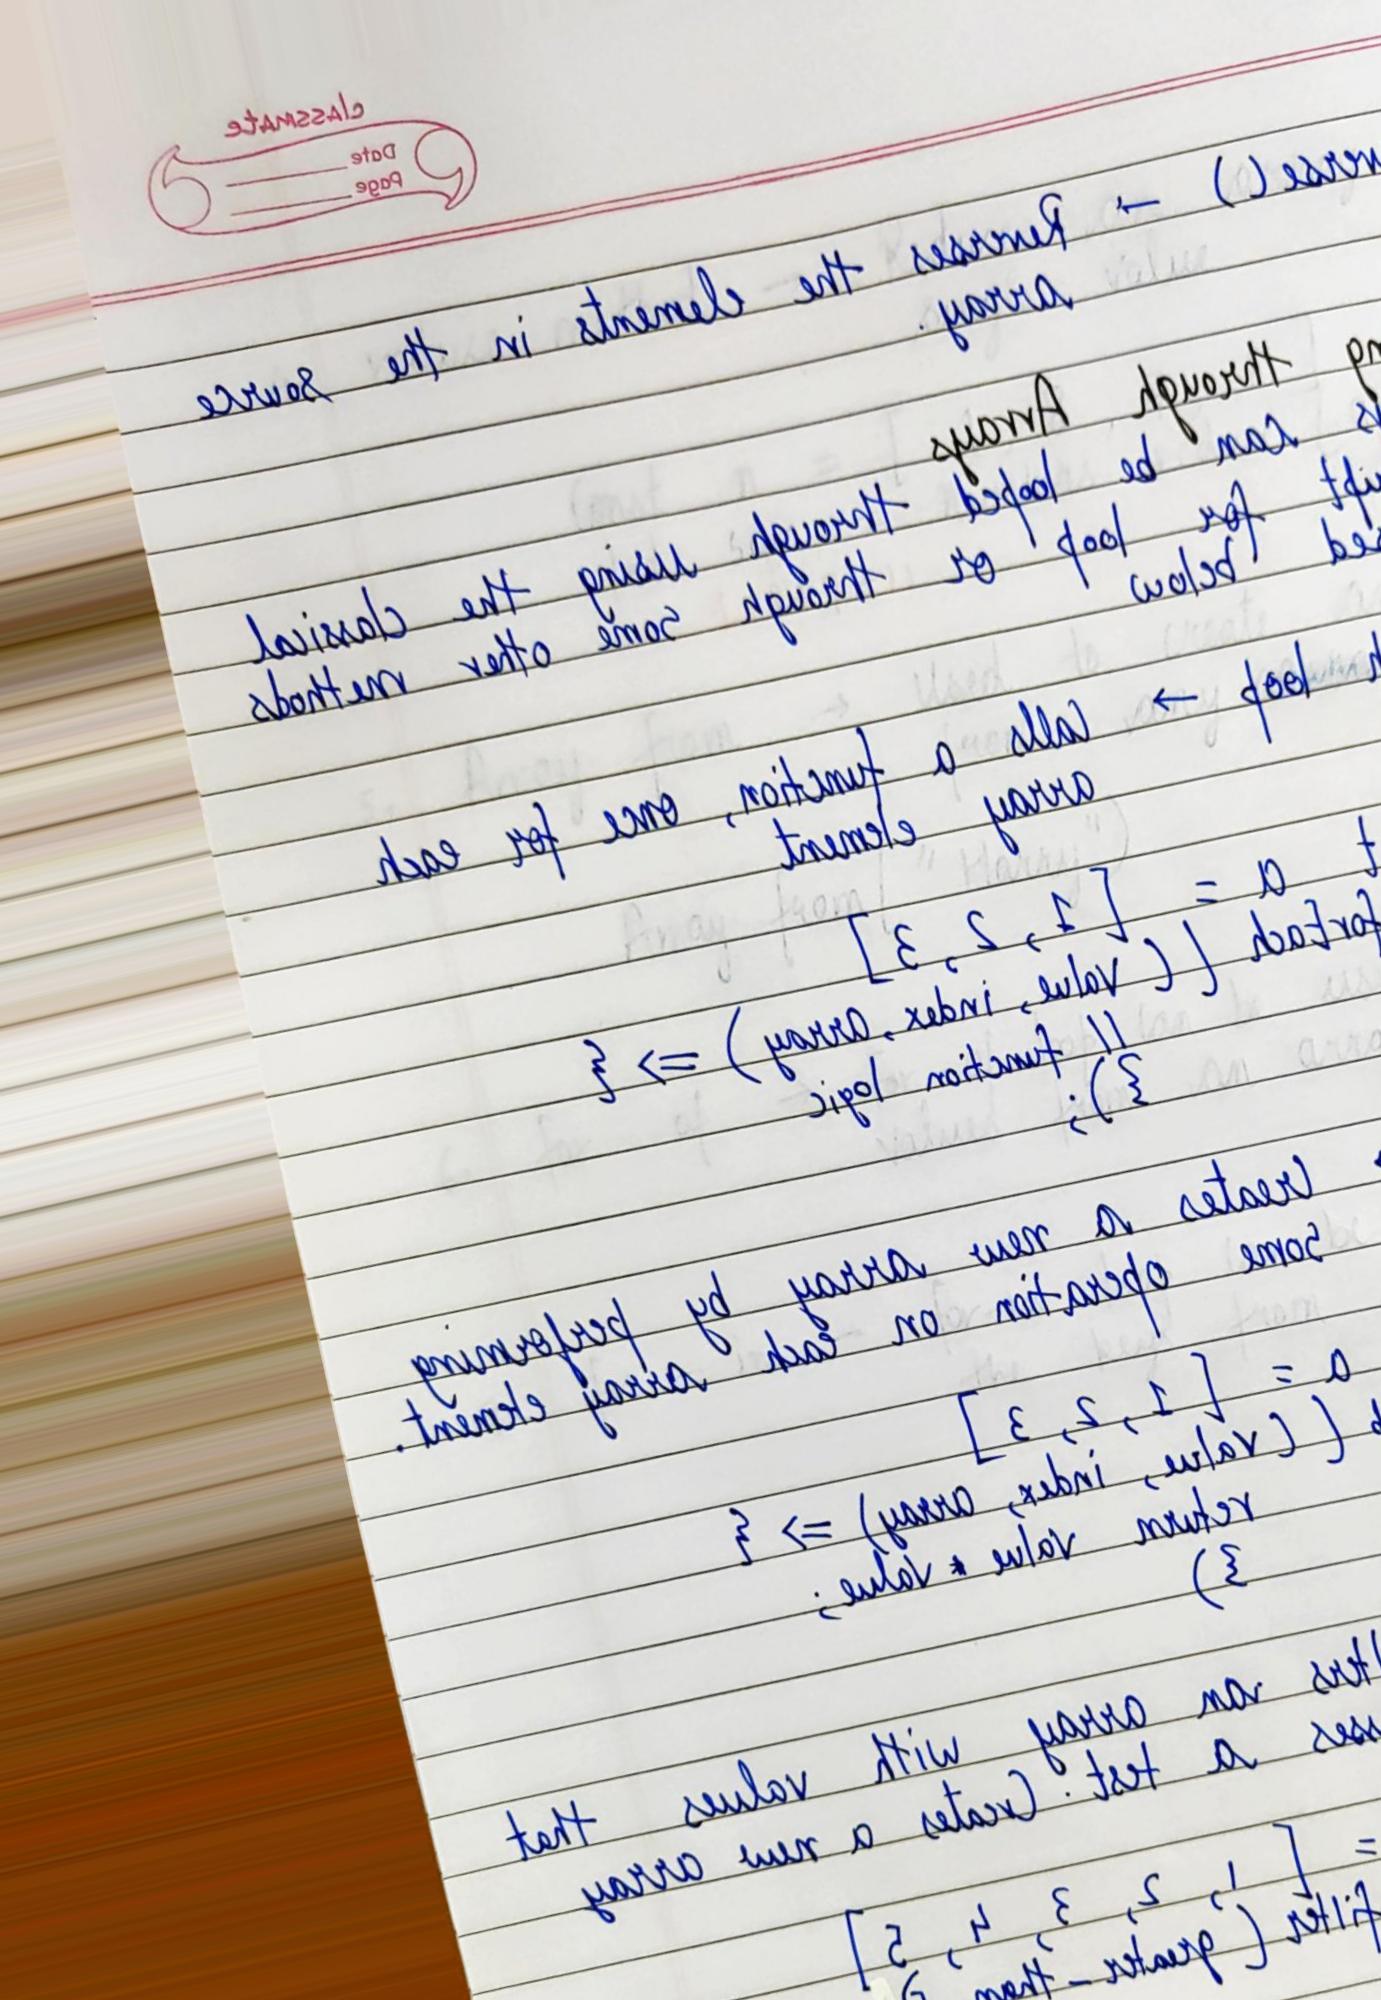 classmate
Date
Page
verse() → Reverses the elements in the source
array.
ng through Arrays
s can be looped through using the classical
ipt for loop or through some other methods
sed below
h loop → Calls a function, once for each
array element
t a = [1, 2, 3]
forEach ((value, index, array) => {
// function logic
});
Creates a new array by performing
some operation on each array element.
a = [1, 2, 3]
((value, index, array) => {
return value * value;
})
lters an array with values that
sses a test. Creates a new array
= [1, 2, 3, 4, 5]
filter (greater-than